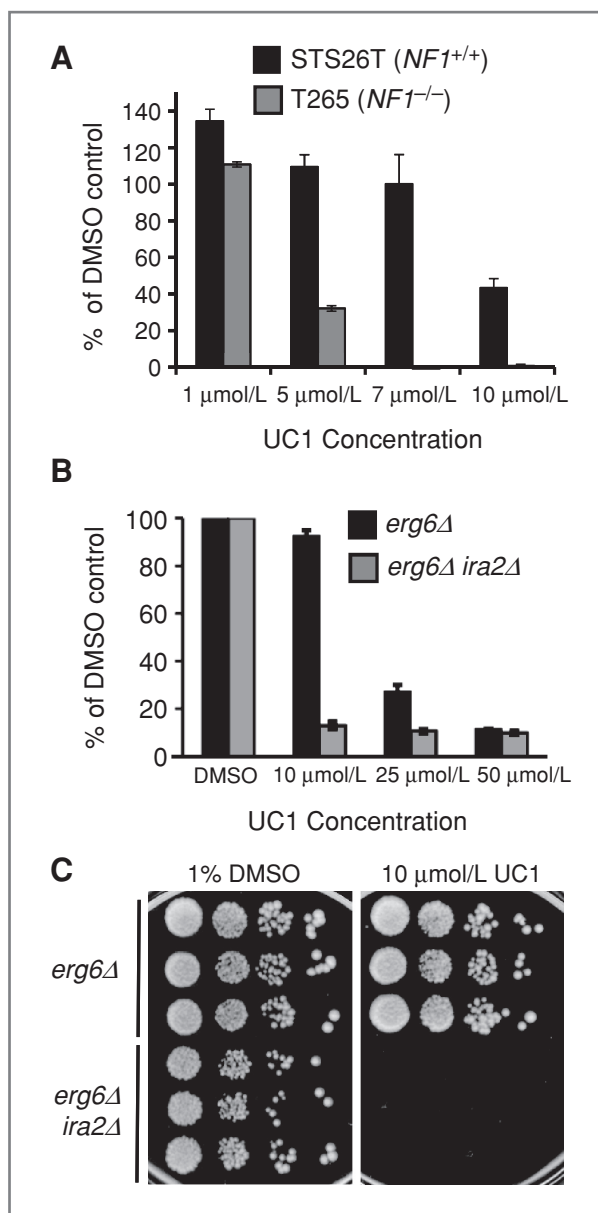 A
STS26T (NF1+/+)
T265 (NF1–/–)
% of DMSO control
140
120
100
80
60
40
20
0
1 μmol/L 5 μmol/L 7 μmol/L 10 μmol/L
UC1 Concentration
B
erg6Δ
erg6Δ ira2Δ
% of DMSO control
100
80
60
40
20
0
DMSO 10 μmol/L 25 μmol/L 50 μmol/L
UC1 Concentration
C
1% DMSO 10 μmol/L UC1
erg6Δ
erg6Δ
ira2Δ